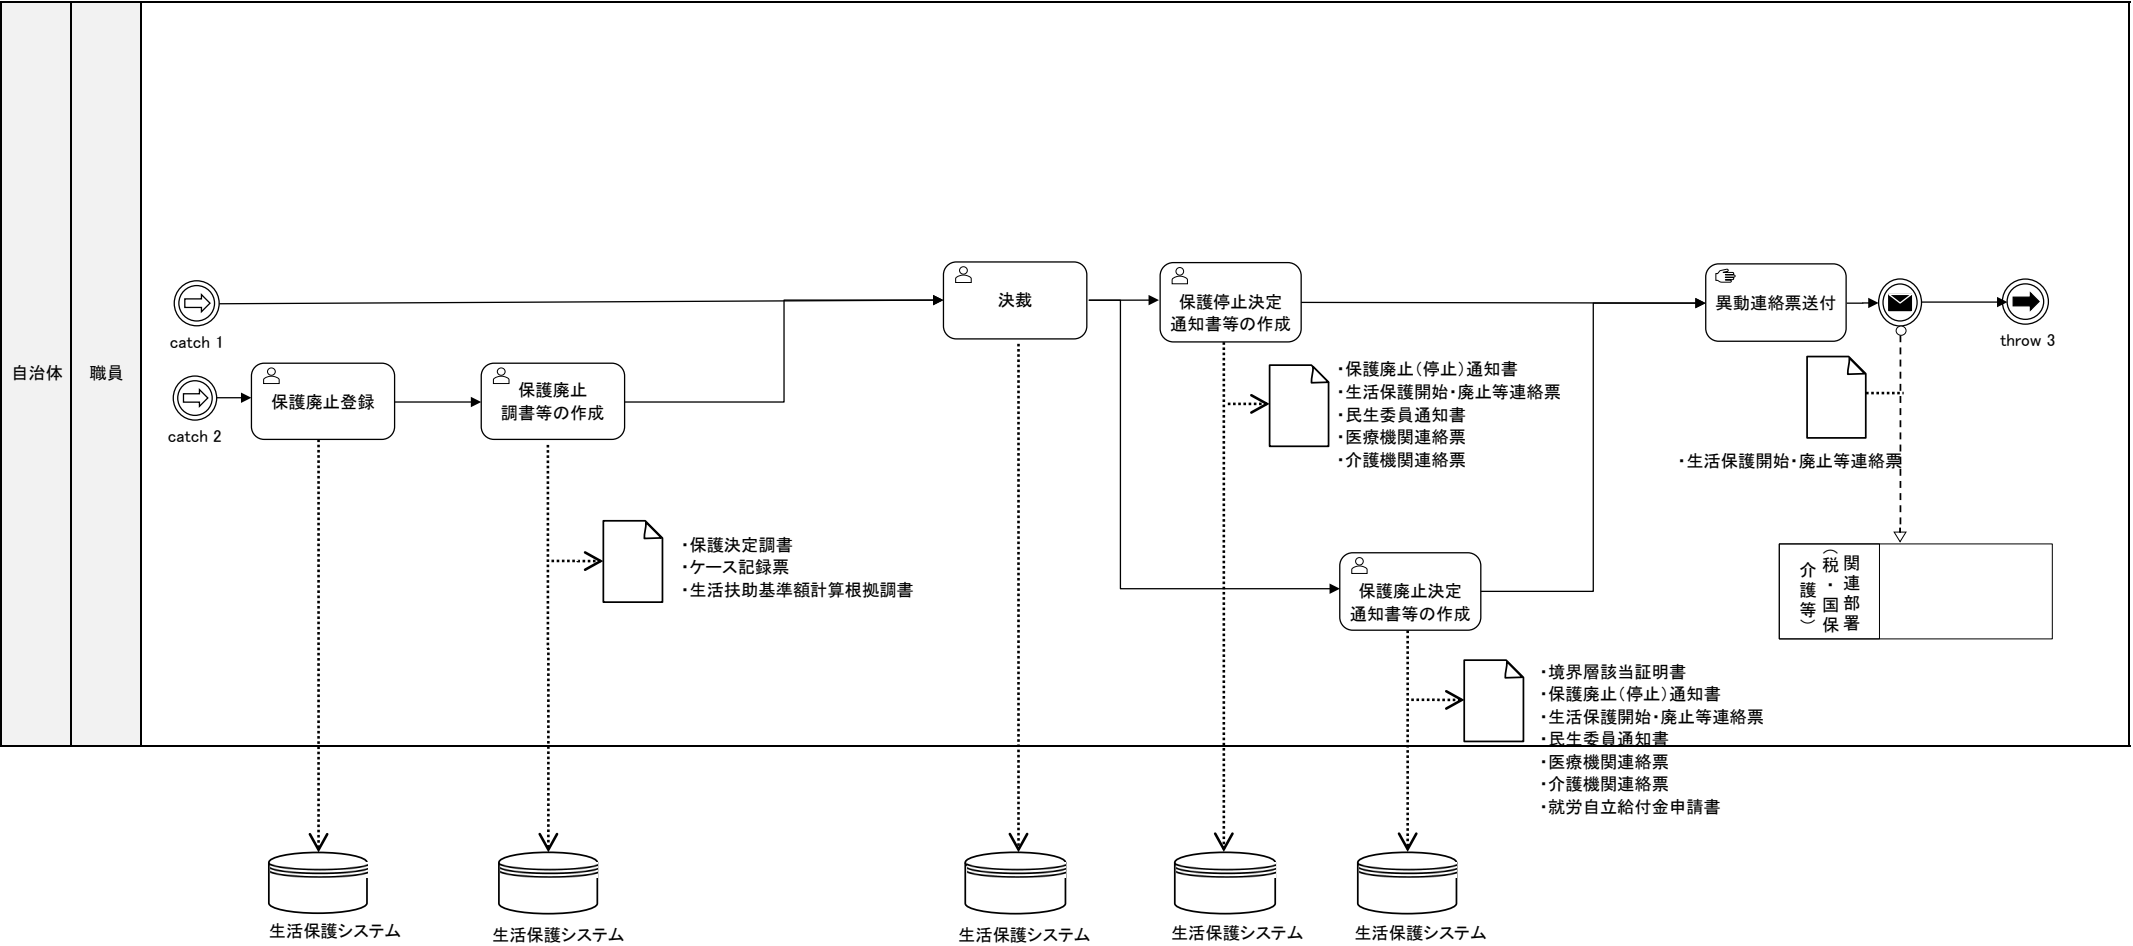 自治体
職員
catch 1
catch 2
保護廃止登録
保護廃止
調書等の作成
・保護決定調書
・ケース記録票
・生活扶助基準額計算根拠調書
決裁
保護停止決定
通知書等の作成
・保護廃止（停止）通知書
・生活保護開始・廃止等連絡票
・民生委員通知書
・医療機関連絡票
・介護機関連絡票
保護廃止決定
通知書等の作成
・境界層該当証明書
・保護廃止（停止）通知書
・生活保護開始・廃止等連絡票
・民生委員通知書
・医療機関連絡票
・介護機関連絡票
・就労自立給付金申請書
異動連絡票送付
throw 3
・生活保護開始・廃止等連絡票
関連部署
（税・国保
介護等）
生活保護システム
生活保護システム
生活保護システム
生活保護システム
生活保護システム